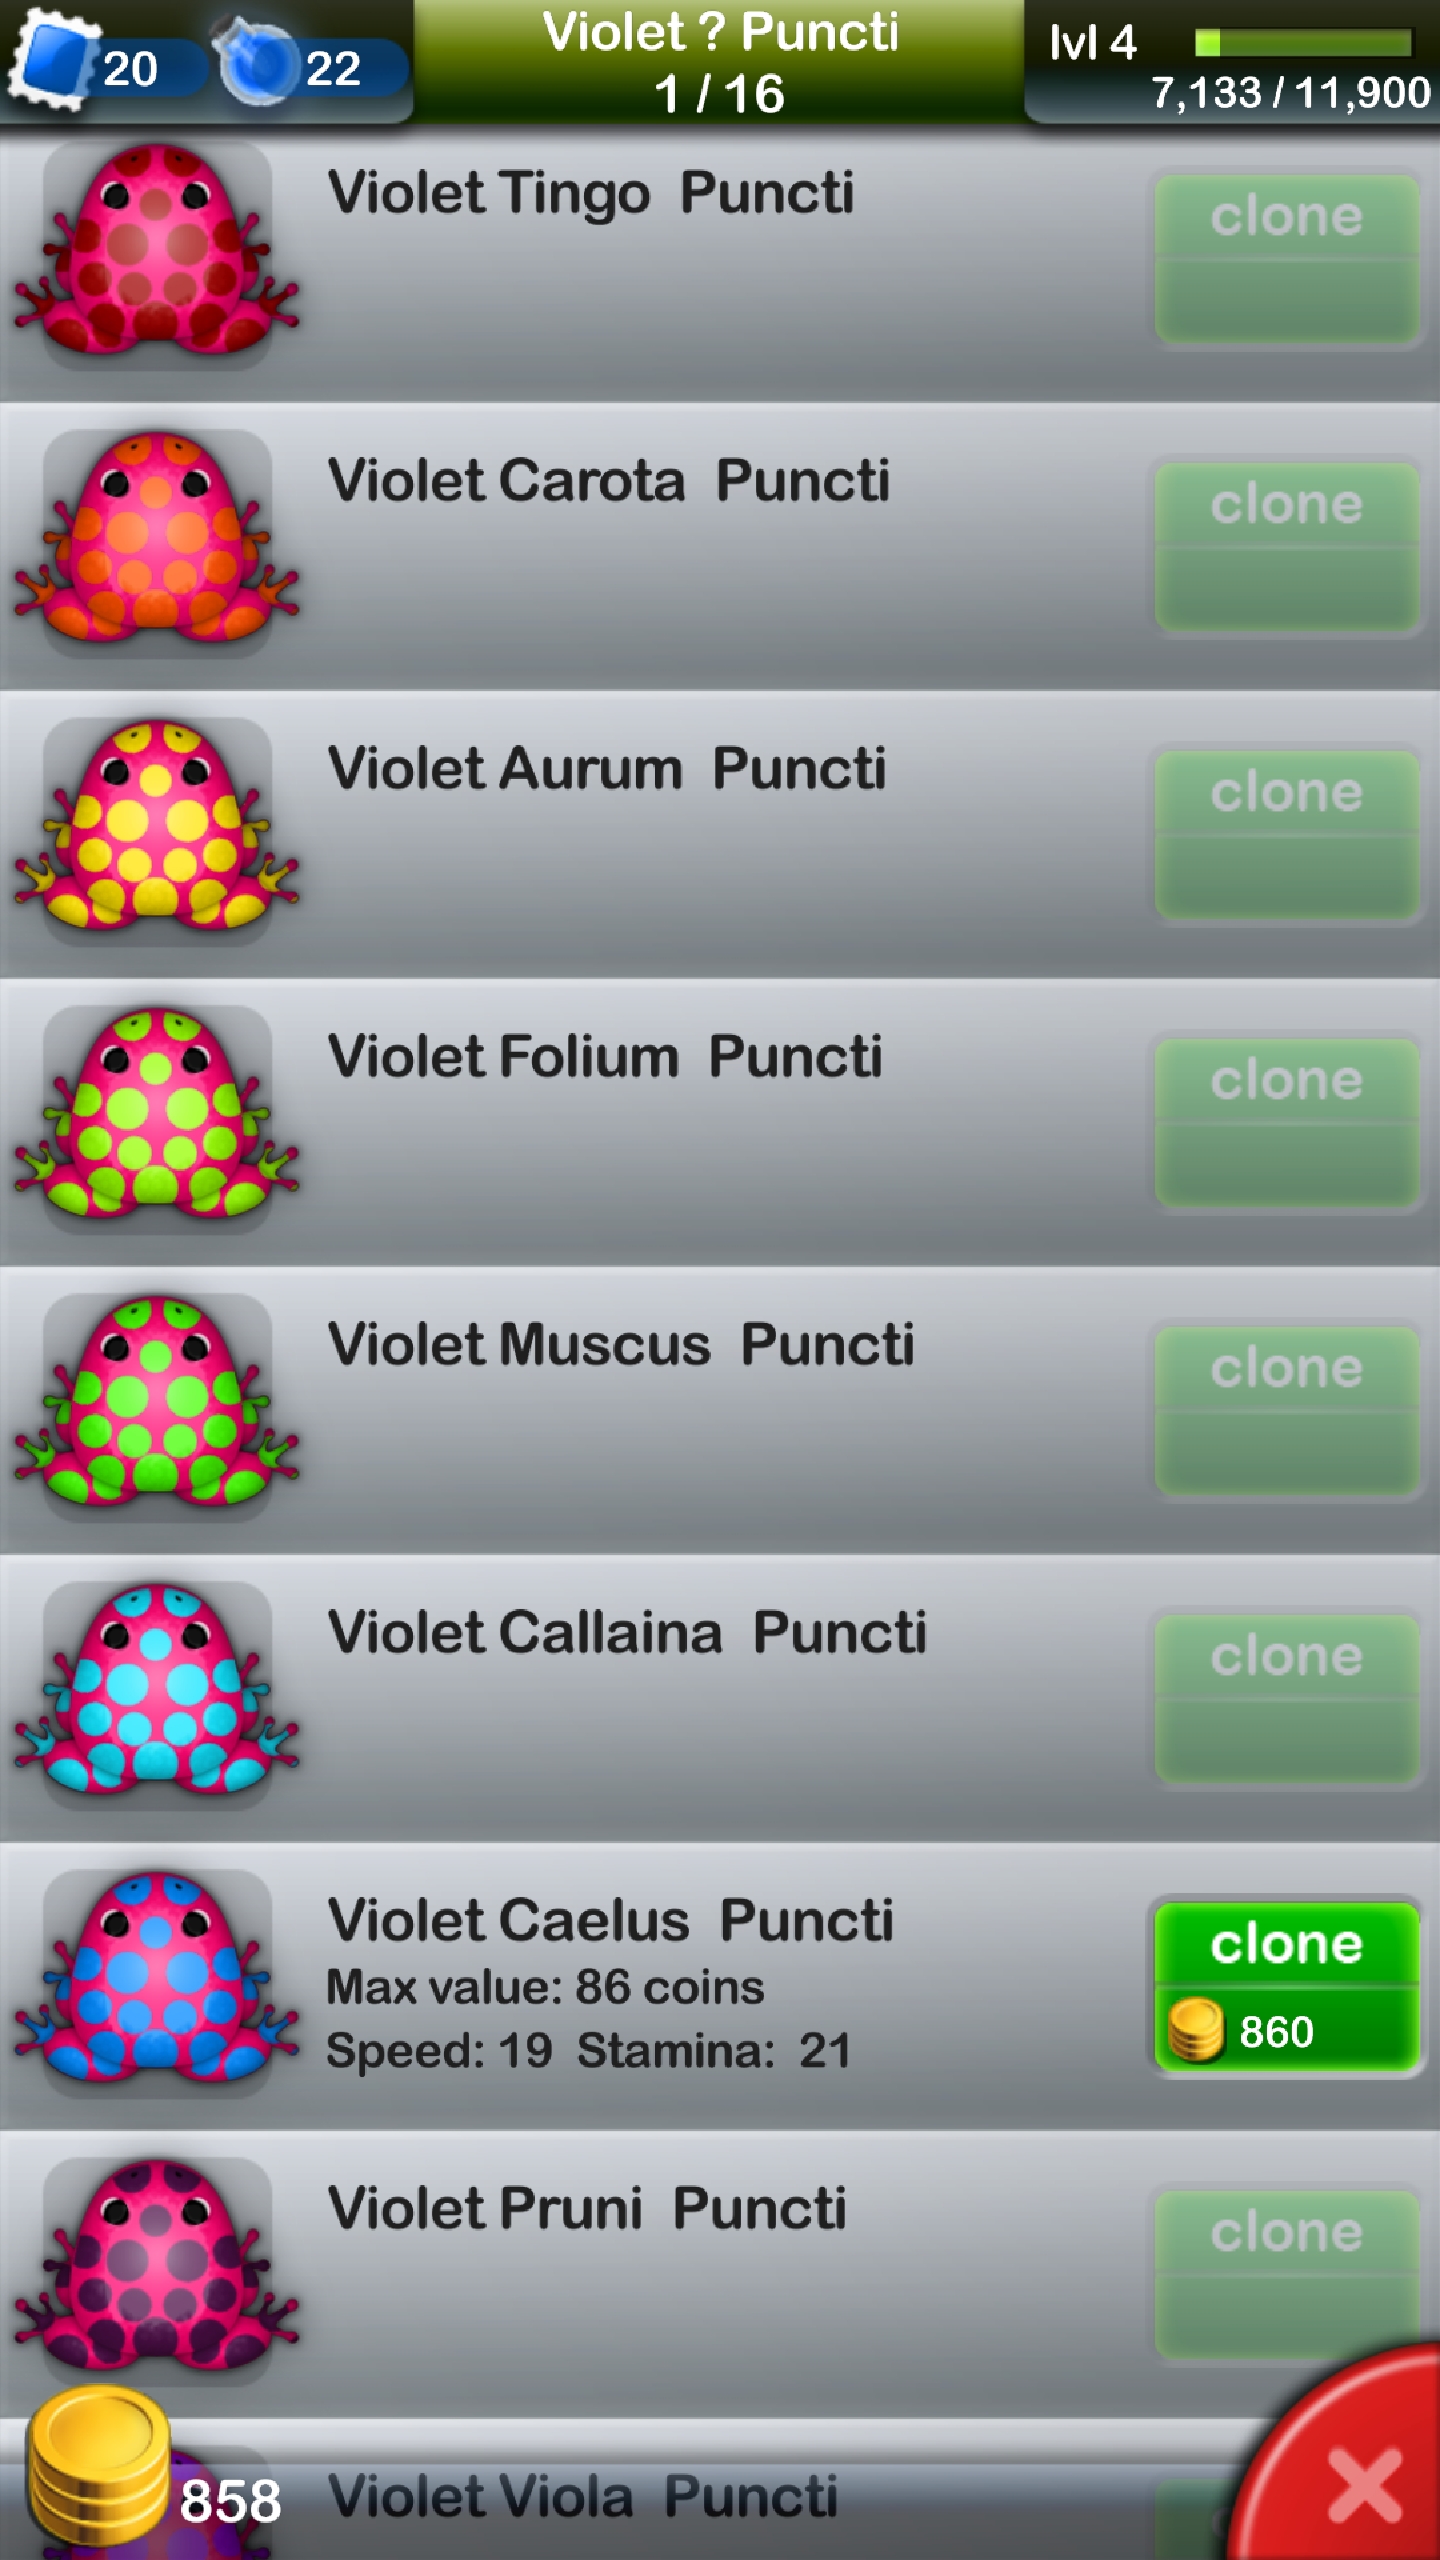 20
22
Violet ? Puncti
1 / 16
lvl 4
7,133 / 11,900
Violet Tingo Puncti
clone
Violet Carota Puncti
clone
Violet Aurum Puncti
clone
Violet Folium Puncti
clone
Violet Muscus Puncti
clone
Violet Callaina Puncti
clone
Violet Caelus Puncti
Max value: 86 coins
Speed: 19 Stamina: 21
clone
860
Violet Pruni Puncti
clone
858
Violet Viola Puncti